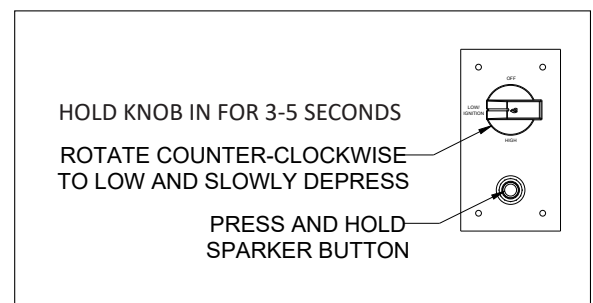 OFF
HOLD KNOB IN FOR 3-5 SECONDS
LOW/
IGNITION
ROTATE COUNTER-CLOCKWISE
TO LOW AND SLOWLY DEPRESS
HIGH
PRESS AND HOLD
SPARKER BUTTON